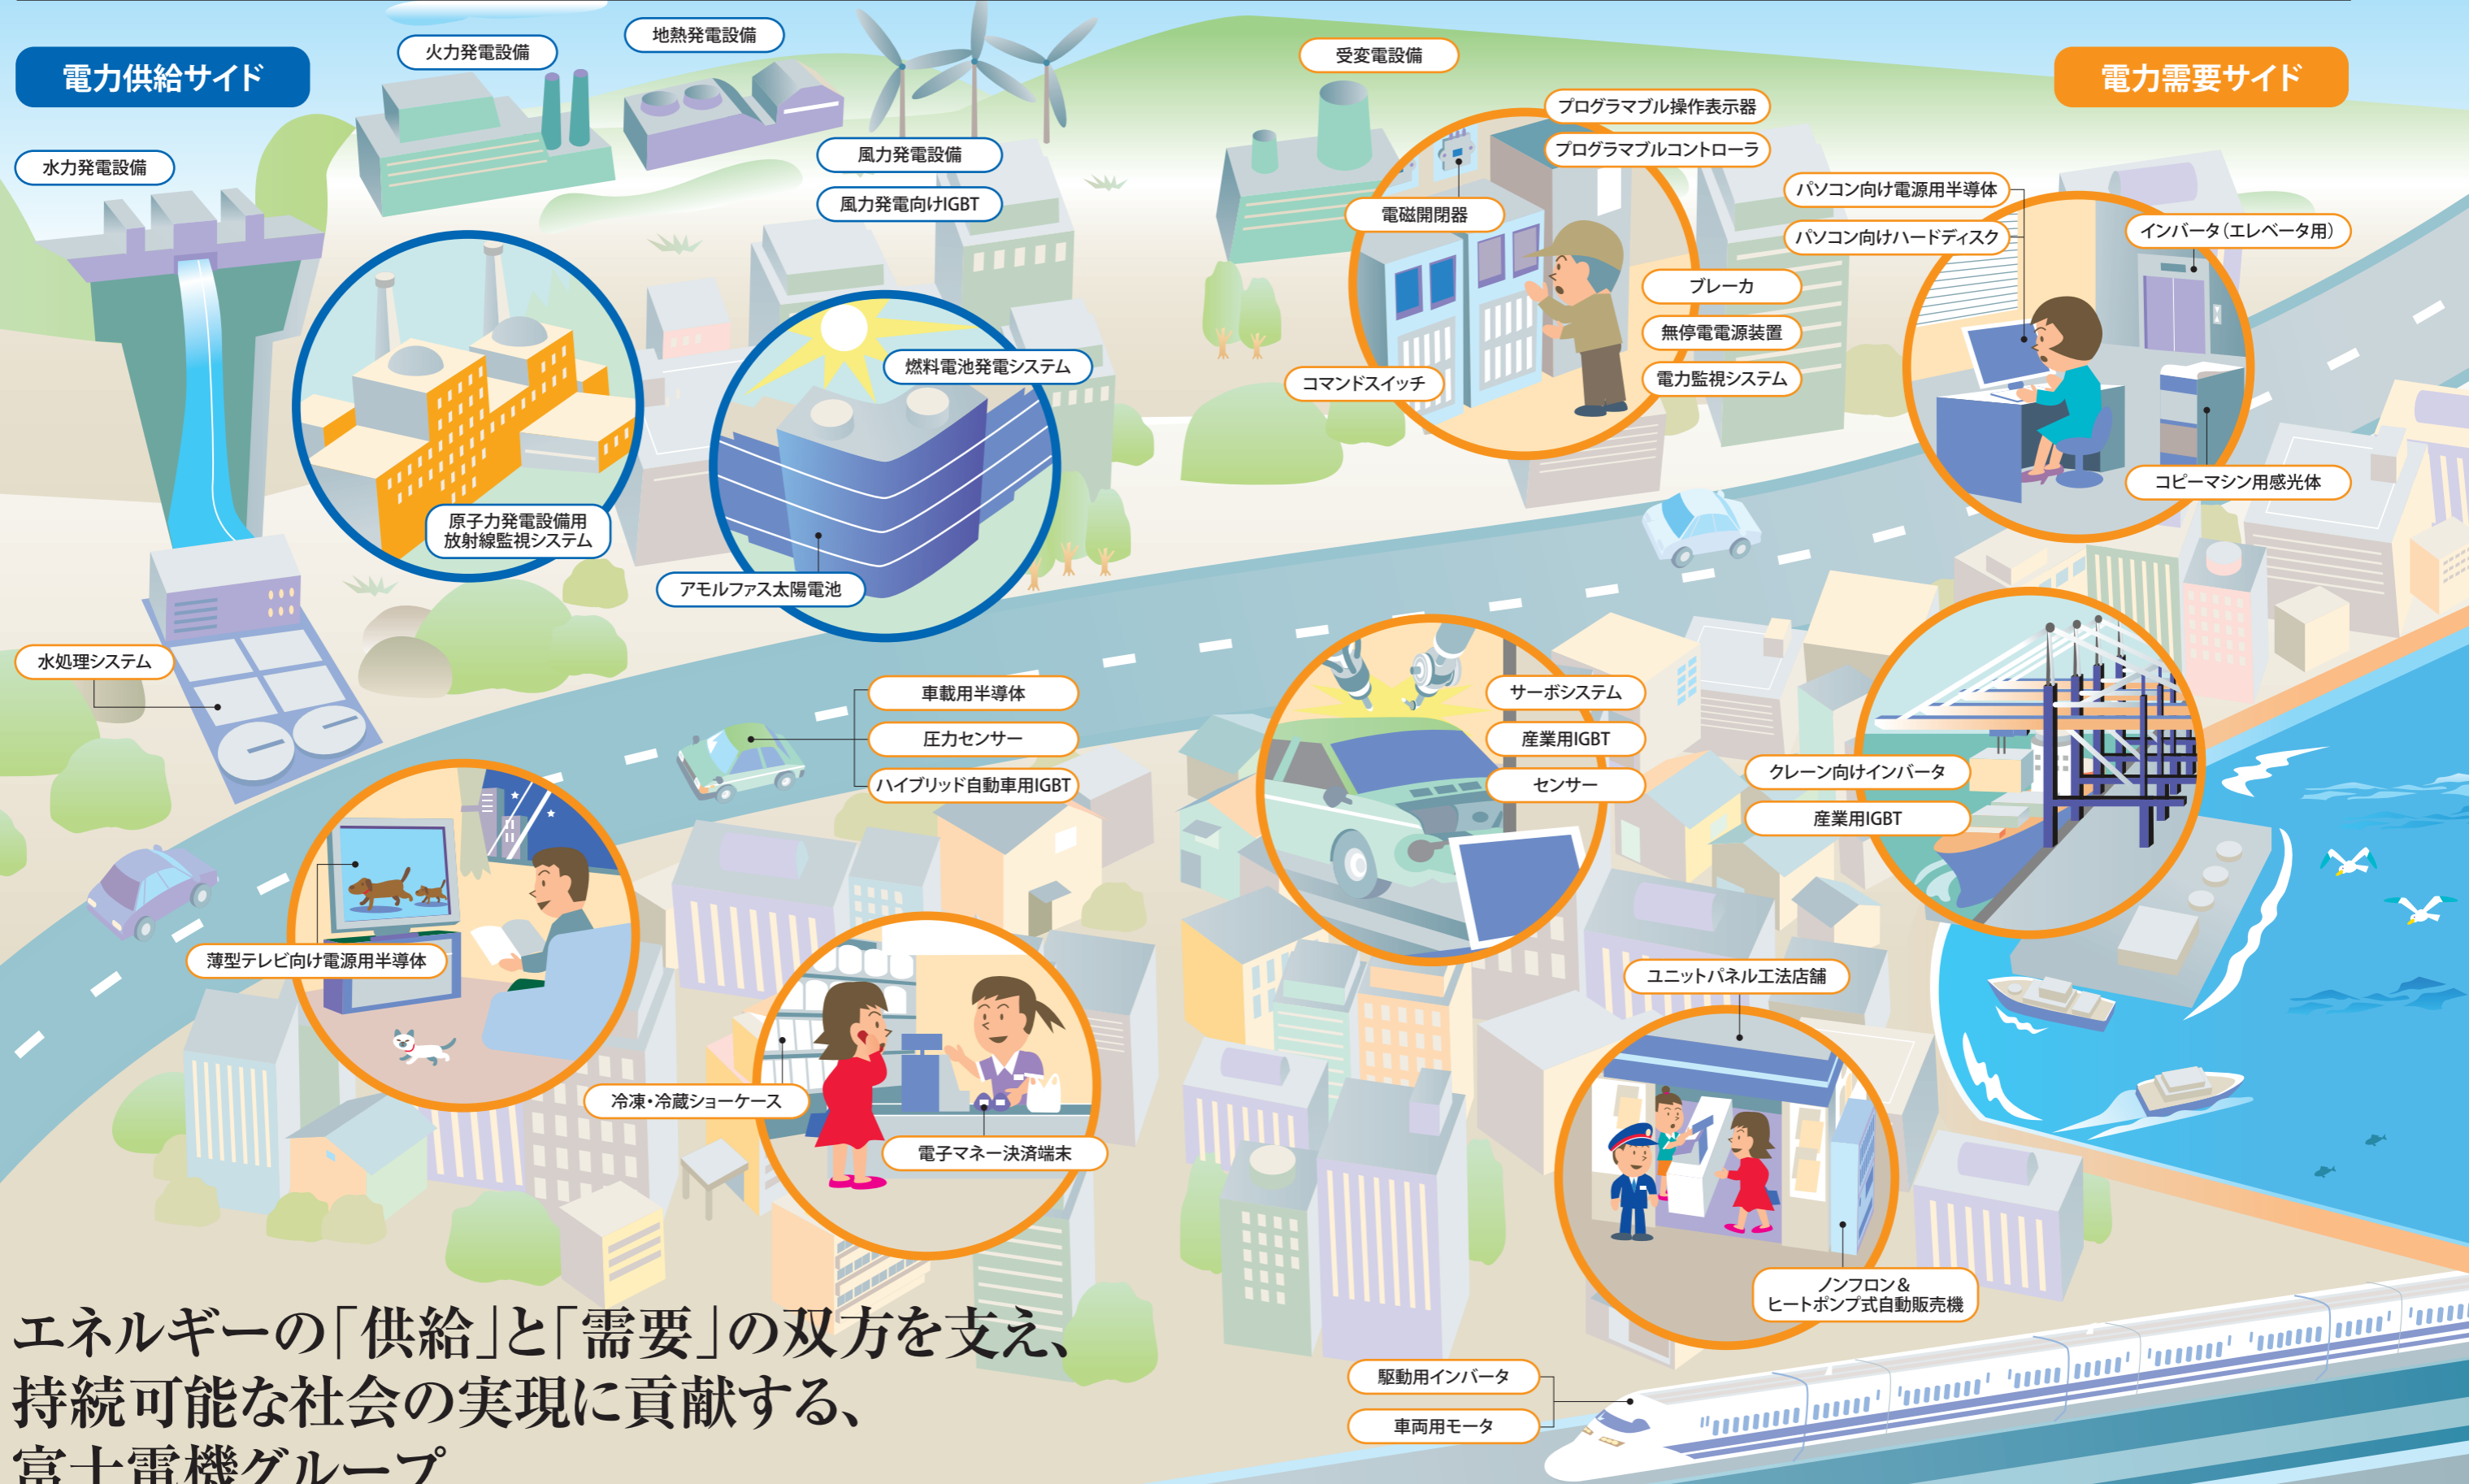 電力供給サイド
火力発電設備
地熱発電設備
水力発電設備
風力発電設備
風力発電向けIGBT
原子力発電設備用
放射線監視システム
燃料電池発電システム
アモルファス太陽電池
水処理システム
車載用半導体
圧力センサー
ハイブリッド自動車用IGBT
薄型テレビ向け電源用半導体
冷凍・冷蔵ショーケース
電子マネー決済端末
電力需要サイド
受変電設備
プログラマブル操作表示器
プログラマブルコントローラ
電磁開閉器
コマンドスイッチ
ブレーカ
無停電電源装置
電力監視システム
パソコン向け電源用半導体
パソコン向けハードディスク
インバータ（エレベータ用）
コピーマシン用感光体
サーボシステム
産業用IGBT
センサー
クレーン向けインバータ
産業用IGBT
ユニットパネル工法店舗
ノンフロン＆
ヒートポンプ式自動販売機
駆動用インバータ
車両用モータ
エネルギーの「供給」と「需要」の双方を支え、
持続可能な社会の実現に貢献する、
富士電機グループ